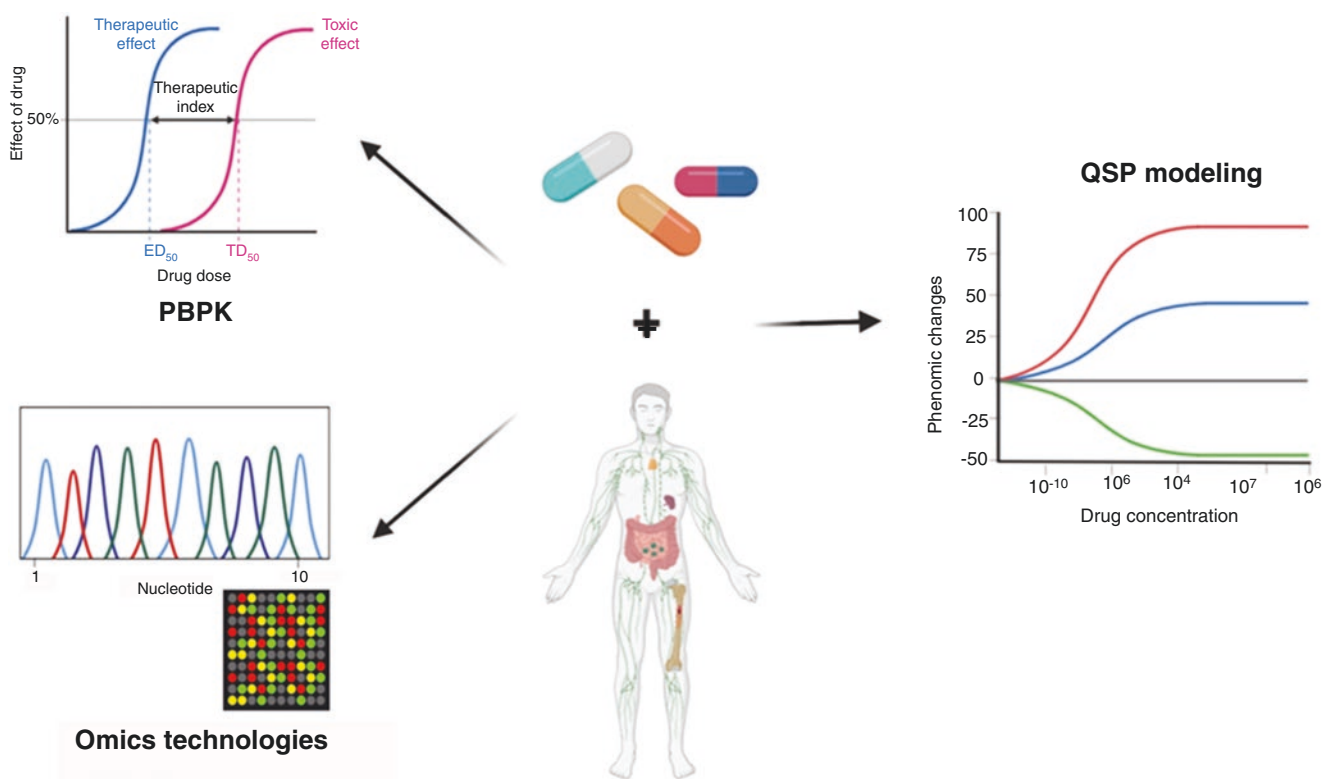 Therapeutic
effect
Toxic
effect
Therapeutic
index
50%
Effect of drug
ED50
TD50
Drug dose
PBPK
+
QSP modeling
100
75
50
25
0
-25
-50
Phenomic changes
10-10
106
104
107
106
Drug concentration
1
10
Nucleotide
Omics technologies